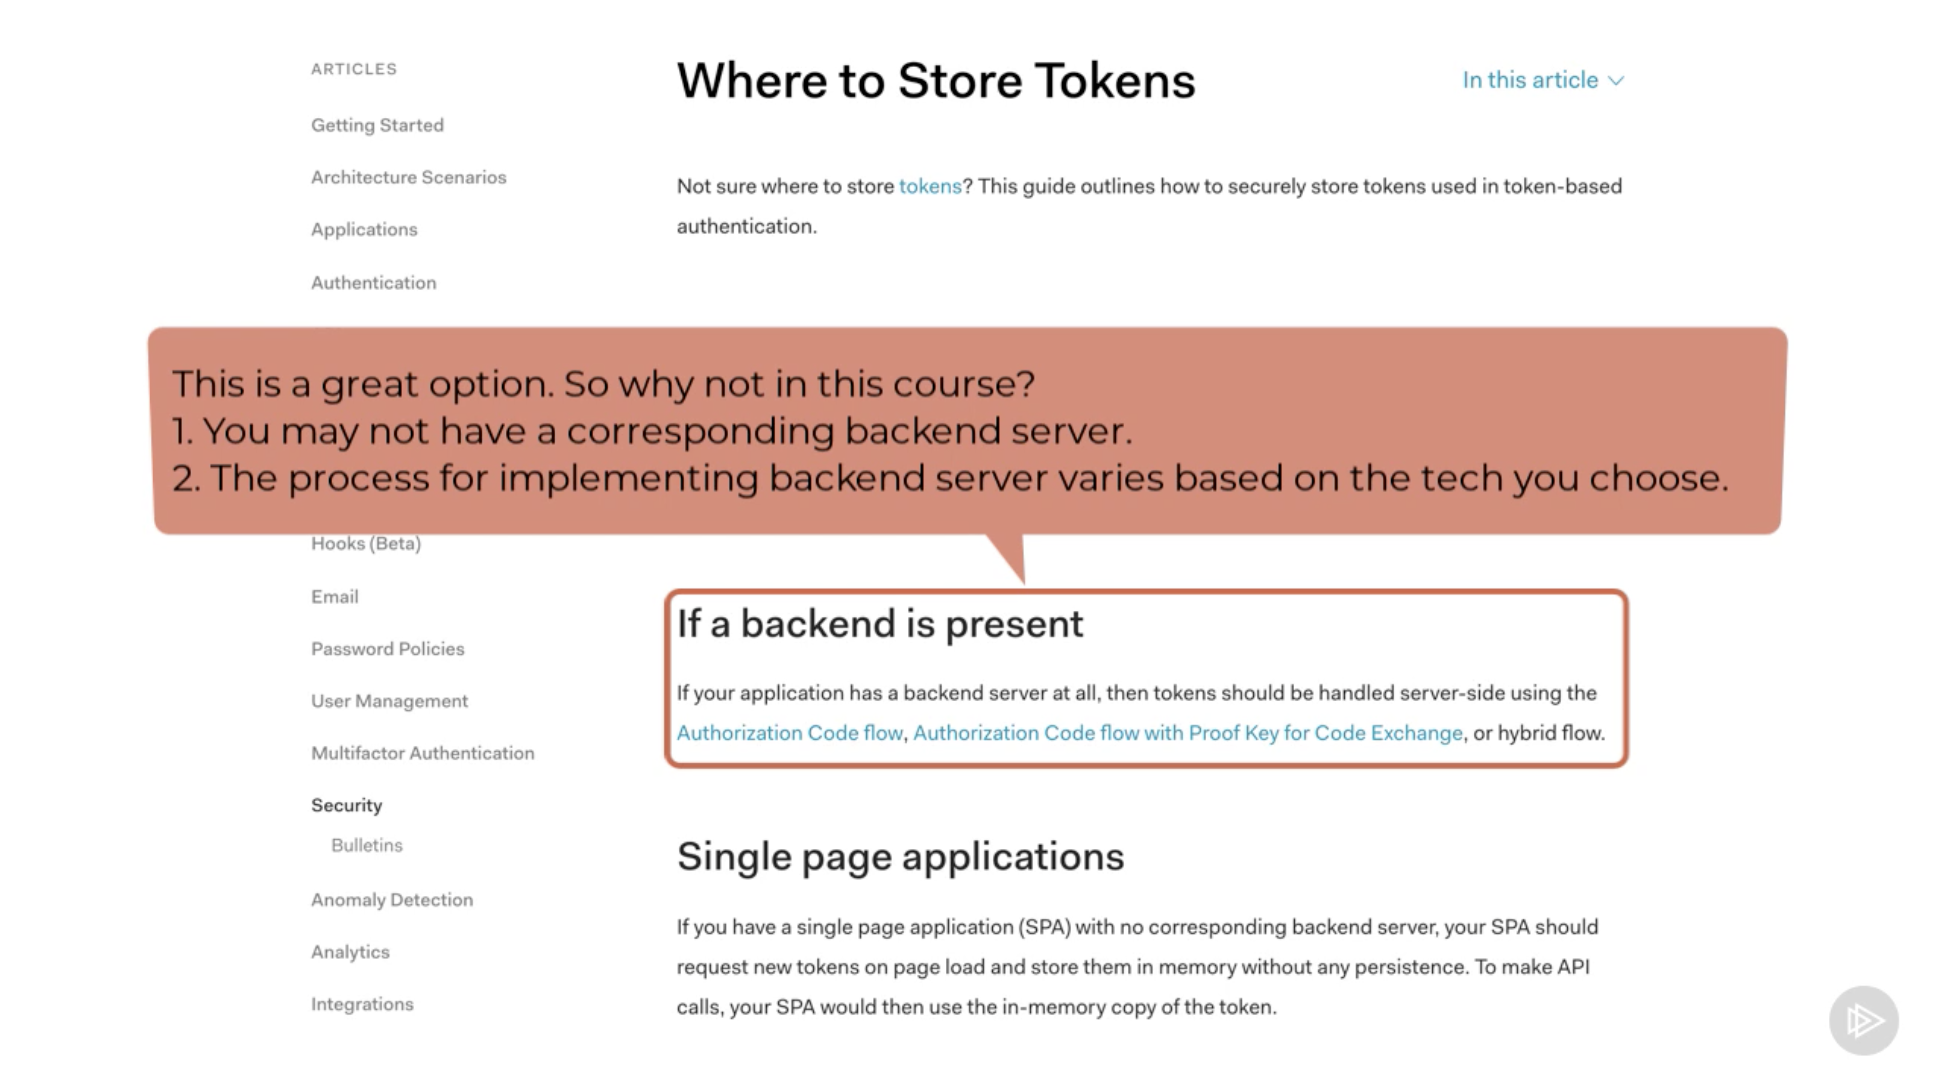 ARTICLES
Getting Started
Architecture Scenarios
Applications
Authentication
Where to Store Tokens
In this article
Not sure where to store tokens? This guide outlines how to securely store tokens used in token-based
authentication.
This is a great option. So why not in this course?
1. You may not have a corresponding backend server.
2. The process for implementing backend server varies based on the tech you choose.
Hooks (Beta)
Email
Password Policies
User Management
Multifactor Authentication
Security
Bulletins
Anomaly Detection
Analytics
Integrations
If a backend is present
If your application has a backend server at all, then tokens should be handled server-side using the
Authorization Code flow, Authorization Code flow with Proof Key for Code Exchange, or hybrid flow.
Single page applications
If you have a single page application (SPA) with no corresponding backend server, your SPA should
request new tokens on page load and store them in memory without any persistence. To make API
calls, your SPA would then use the in-memory copy of the token.